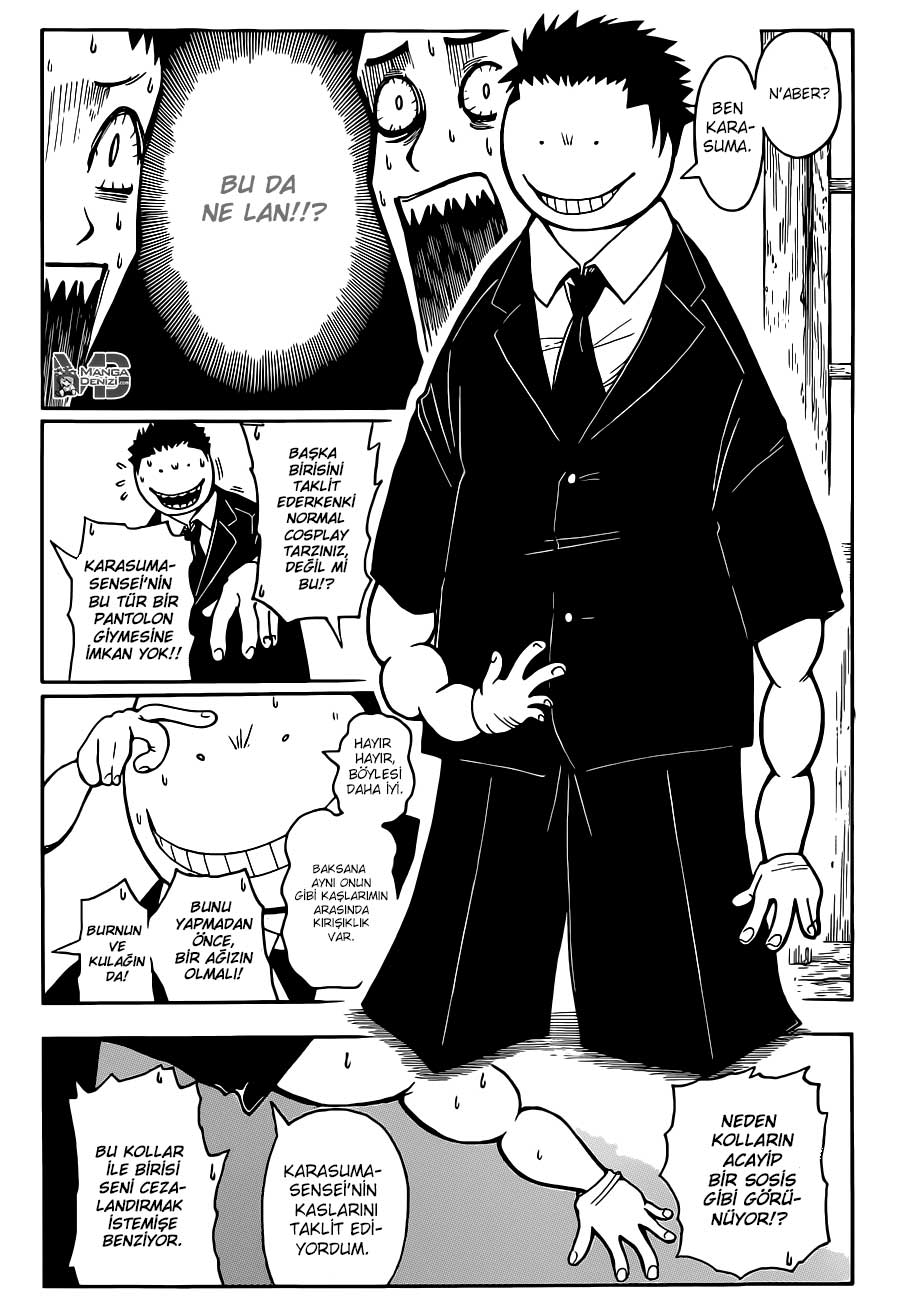 N'ABER?
BEN
KARA-
SUMA.
BU DA
NE LAN!!?
MANGA
DENİZİ.com
MD
BAŞKA
BİRİSİNİ
TAKLİT
EDERKENKİ
NORMAL
COSPLAY
TARZINIZ,
DEĞİL Mİ
BU!?
KARASUMA-
SENSEİ'NİN
BU TÜR BİR
PANTOLON
GİYMESİNE
İMKAN YOK!!
HAYIR
HAYIR,
BÖYLESİ
DAHA İYİ.
BAKSANA
AYNI ONUN
GİBİ KAŞLARIMIN
ARASINDA
KIRIŞIKLIK
VAR.
BUNU
YAPMADAN
ÖNCE,
BİR AĞIZIN
OLMALI!
BURNUN
VE
KULAĞIN
DA!
NEDEN
KOLLARIN
ACAYİP
BİR SOSİS
GİBİ GÖRÜ-
NÜYOR!?
KARASUMA-
SENSEİ'NİN
KASLARINI
TAKLİT EDİ-
YORDUM.
BU KOLLAR
İLE BİRİSİ
SENİ CEZA-
LANDIRMAK
İSTEMİŞE
BENZİYOR.